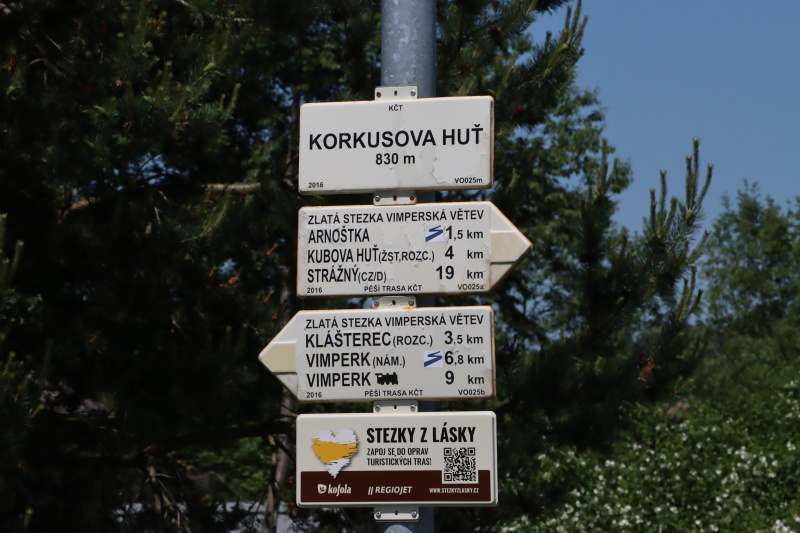 KČT
KORKUSOVA HUŤ
830 m
2016 VO025m
ZLATÁ STEZKA VIMPERSKÁ VĚTEV
ARNOŠTKA 1,5 km
KUBOVA HUŤ(ŽST,ROZC.) 4 km
STRÁŽNÝ(CZ/D) 19 km
2016 PĚŠÍ TRASA KČT VO025a
ZLATÁ STEZKA VIMPERSKÁ VĚTEV
KLÁŠTEREC(ROZC.) 3,5 km
VIMPERK(NÁM.) 6,8 km
VIMPERK 9 km
2016 PĚŠÍ TRASA KČT VO025b
STEZKY Z LÁSKY
ZAPOJ SE DO OPRAV
TURISTICKÝCH TRAS!
kofola // REGIOJET WWW.STEZKYZLASKY.CZ